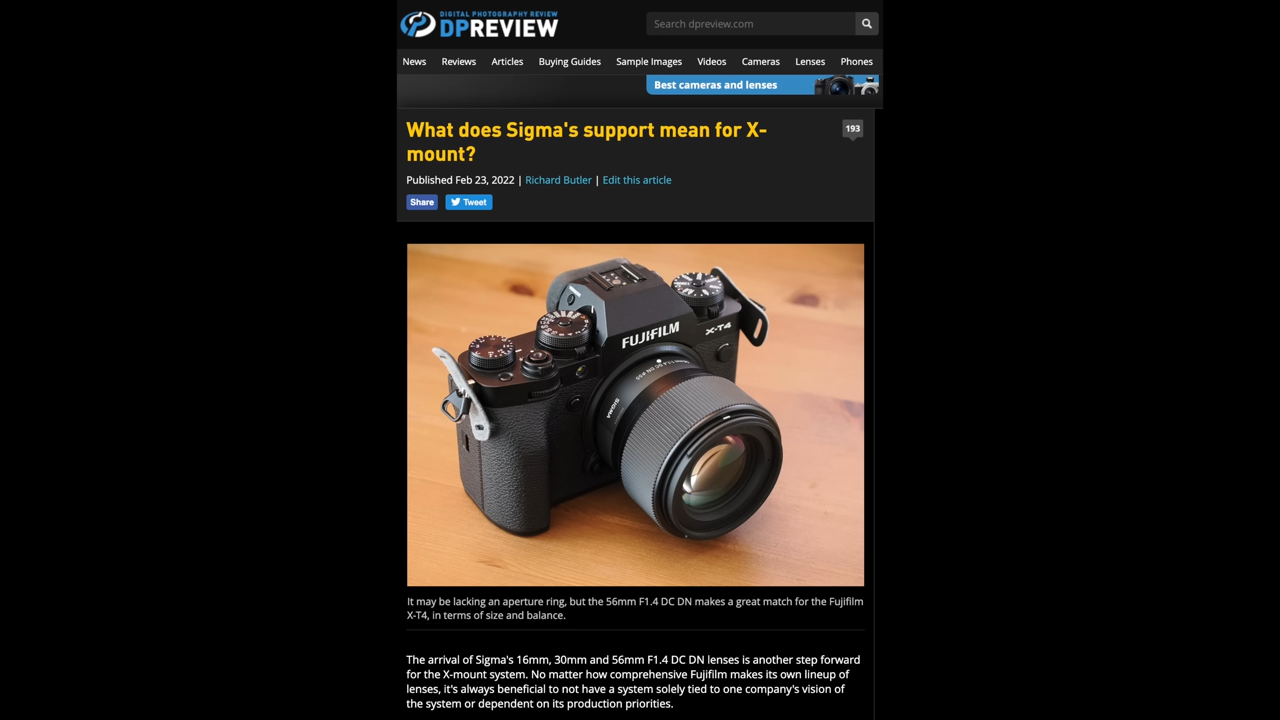 DIGITAL PHOTOGRAPHY REVIEW
DPREVIEW
Search dpreview.com
News Reviews Articles Buying Guides Sample Images Videos Cameras Lenses Phones
Best cameras and lenses
What does Sigma's support mean for X-
mount?
193
Published Feb 23, 2022 | Richard Butler | Edit this article
Share Tweet
FUJIFILM
X-T4
SIGMA
It may be lacking an aperture ring, but the 56mm F1.4 DC DN makes a great match for the Fujifilm
X-T4, in terms of size and balance.
The arrival of Sigma's 16mm, 30mm and 56mm F1.4 DC DN lenses is another step forward
for the X-mount system. No matter how comprehensive Fujifilm makes its own lineup of
lenses, it's always beneficial to not have a system solely tied to one company's vision of
the system or dependent on its production priorities.